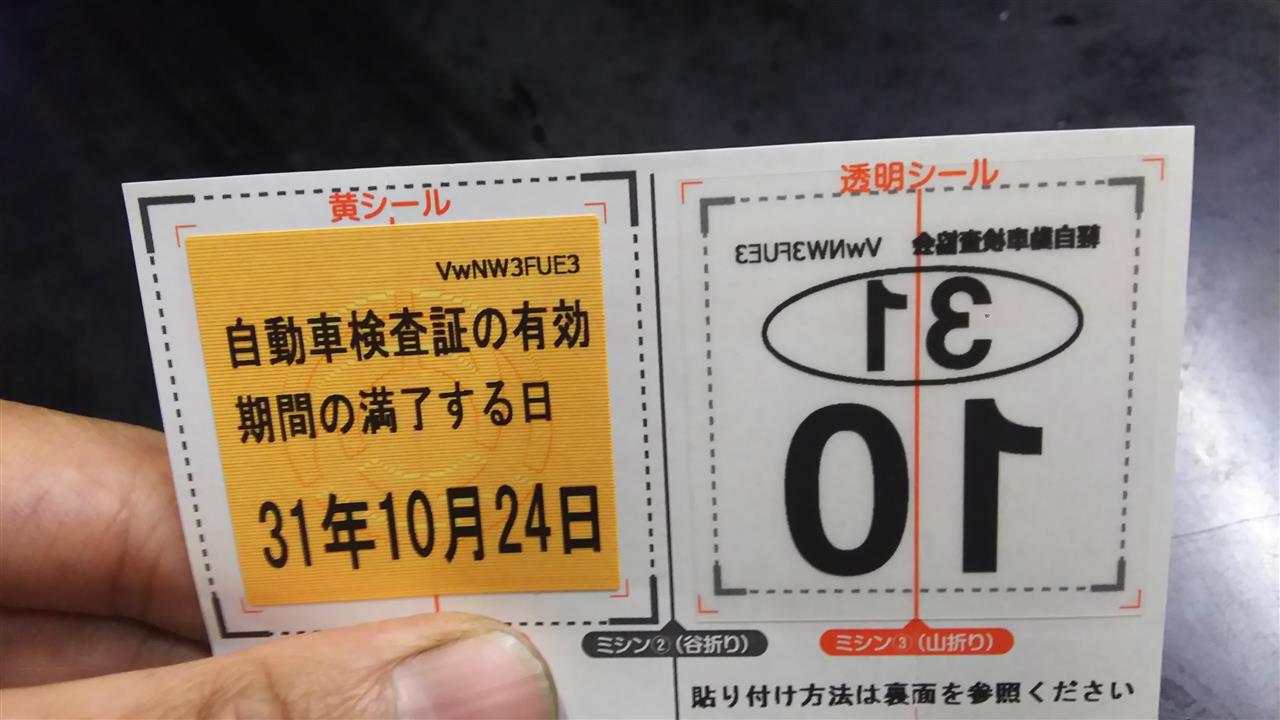 黄シール
VwNW3FUE3
自動車検査証の有効
期間の満了する日
31年10月24日
透明シール
軽自動車検査協会 VwNW3FUE3
31
10
ミシン②(谷折り)
ミシン③(山折り)
貼り付け方法は裏面を参照ください